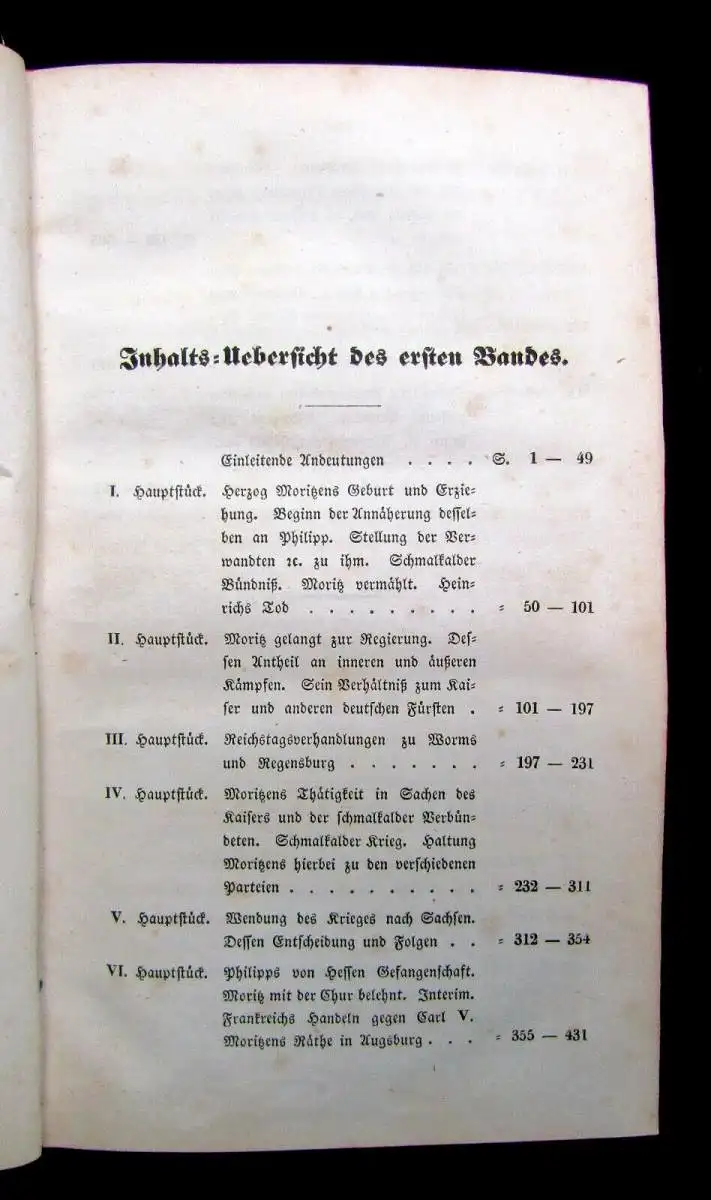 Inhalts-Uebersicht des ersten Bandes.
Einleitende Andeutungen . . . . S. 1 — 49
I. Hauptstück. Herzog Moritzens Geburt und Erzie-
hung. Beginn der Annäherung dessel-
ben an Philipp. Stellung der Ver-
wandten ꝛc. zu ihm. Schmalkalder
Bündniß. Moritz vermählt. Hein-
richs Tod . . . . . . . . . = 50 — 101
II. Hauptstück. Moritz gelangt zur Regierung. Des-
sen Antheil an inneren und äußeren
Kämpfen. Sein Verhältniß zum Kai-
ser und anderen deutschen Fürsten . = 101 — 197
III. Hauptstück. Reichstagsverhandlungen zu Worms
und Regensburg . . . . . . . = 197 — 231
IV. Hauptstück. Moritzens Thätigkeit in Sachen des
Kaisers und der schmalkalder Verbün-
deten. Schmalkalder Krieg. Haltung
Moritzens hierbei zu den verschiedenen
Parteien . . . . . . . . . . = 232 — 311
V. Hauptstück. Wendung des Krieges nach Sachsen.
Dessen Entscheidung und Folgen . . = 312 — 354
VI. Hauptstück. Philipps von Hessen Gefangenschaft.
Moritz mit der Chur belehnt. Interim.
Frankreichs Handeln gegen Carl V.
Moritzens Räthe in Augsburg . . . = 355 — 431